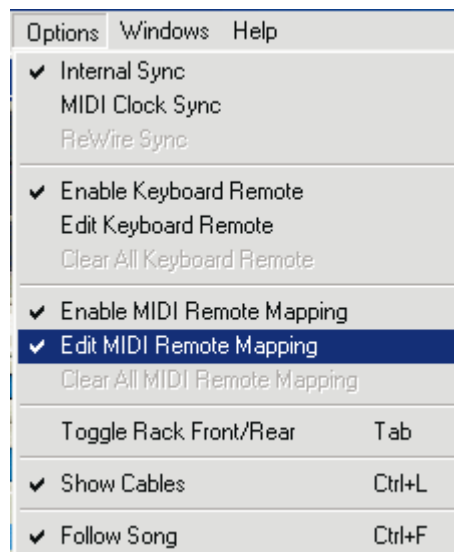 Options Windows Help
Internal Sync
MIDI Clock Sync
ReWire Sync
Enable Keyboard Remote
Edit Keyboard Remote
Clear All Keyboard Remote
Enable MIDI Remote Mapping
Edit MIDI Remote Mapping
Clear All MIDI Remote Mapping
Toggle Rack Front/Rear Tab
Show Cables Ctrl+L
Follow Song Ctrl+F